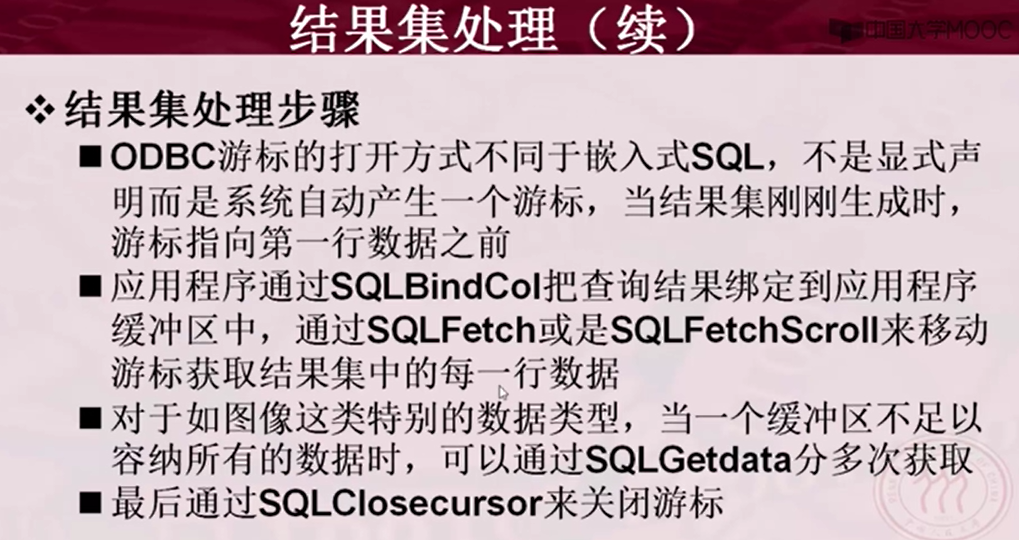 结果集处理（续）
中国大学MOOC
结果集处理步骤
ODBC游标的打开方式不同于嵌入式SQL，不是显式声
明而是系统自动产生一个游标，当结果集刚刚生成时，
游标指向第一行数据之前
应用程序通过SQLBindCol把查询结果绑定到应用程序
缓冲区中，通过SQLFetch或是SQLFetchScroll来移动
游标获取结果集中的每一行数据
对于如图像这类特别的数据类型，当一个缓冲区不足以
容纳所有的数据时，可以通过SQLGetdata分多次获取
最后通过SQLClosecursor来关闭游标